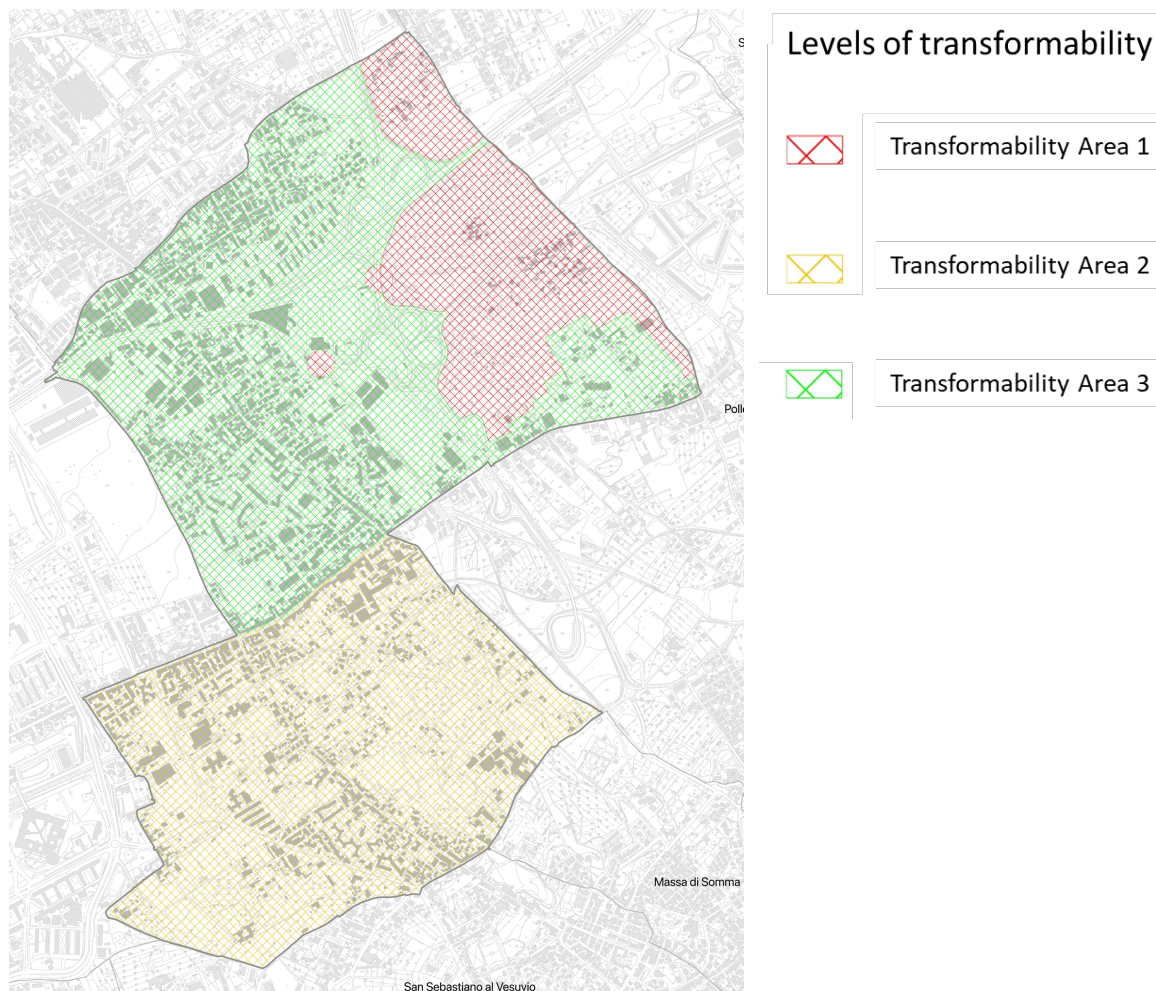 Levels of transformability
Transformability Area 1
Transformability Area 2
Transformability Area 3
S
Polle
Massa di Somma
San Sebastiano al Vesuvio